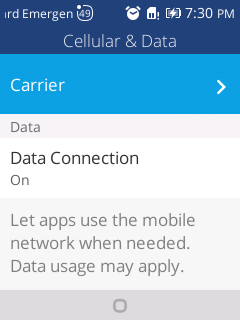 Emergen 49 7:30 PM
Cellular & Data
Carrier
Data
Data Connection
On
Let apps use the mobile
network when needed.
Data usage may apply.